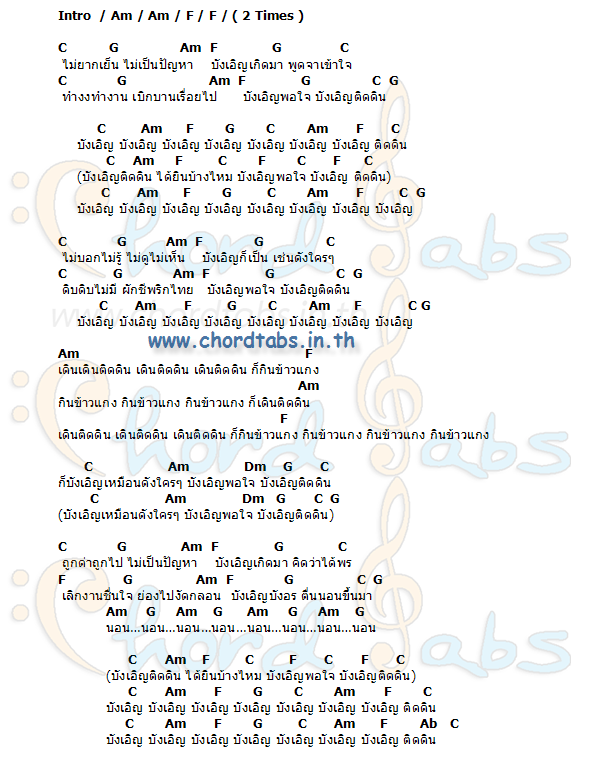 Intro / Am / Am / F / F / ( 2 Times )
C G Am F G C
ไม่ยากเย็น ไม่เป็นปัญหา บังเอิญเกิดมา พูดจาเข้าใจ
C G Am F G C G
ทำงงทำงาน เบิกบานเรื่อยไป บังเอิญพอใจ บังเอิญติดดิน
C Am F G C Am F C
บังเอิญ บังเอิญ บังเอิญ บังเอิญ บังเอิญ บังเอิญ บังเอิญ ติดดิน
C Am F C F C F C
(บังเอิญติดดิน ได้ยินบ้างไหม บังเอิญพอใจ บังเอิญ ติดดิน)
C Am F G C Am F C G
บังเอิญ บังเอิญ บังเอิญ บังเอิญ บังเอิญ บังเอิญ บังเอิญ บังเอิญ
C G Am F G C
ไม่บอกไม่รู้ ไม่ดูไม่เห็น บังเอิญก็เป็น เช่นดังใครๆ
C G Am F G C G
ดิบดิบไม่มี ผักชีพริกไทย บังเอิญพอใจ บังเอิญติดดิน
C Am F G C Am F C G
บังเอิญ บังเอิญ บังเอิญ บังเอิญ บังเอิญ บังเอิญ บังเอิญ บังเอิญ
www.chordtabs.in.th
Am F
เดินเดินติดดิน เดินติดดิน เดินติดดิน ก็กินข้าวแกง
Am
กินข้าวแกง กินข้าวแกง กินข้าวแกง ก็เดินติดดิน
F
เดินติดดิน เดินติดดิน เดินติดดิน ก็กินข้าวแกง กินข้าวแกง กินข้าวแกง กินข้าวแกง
C Am Dm G C
ก็บังเอิญเหมือนดังใครๆ บังเอิญพอใจ บังเอิญติดดิน
C Am Dm G C G
(บังเอิญเหมือนดังใครๆ บังเอิญพอใจ บังเอิญติดดิน)
C G Am F G C
ถูกด่าถูกไป ไม่เป็นปัญหา บังเอิญเกิดมา คิดว่าได้พร
F G Am F G C G
เลิกงานชื่นใจ ย่องไปงัดกลอน บังเอิญบังอร ตื่นนอนขึ้นมา
Am G Am G Am G Am G
นอน...นอน...นอน...นอน...นอน...นอน...นอน...นอน
C Am F C F C F C
(บังเอิญติดดิน ได้ยินบ้างไหม บังเอิญพอใจ บังเอิญติดดิน)
C Am F G C Am F C
บังเอิญ บังเอิญ บังเอิญ บังเอิญ บังเอิญ บังเอิญ บังเอิญ ติดดิน
C Am F G C Am F Ab C
บังเอิญ บังเอิญ บังเอิญ บังเอิญ บังเอิญ บังเอิญ บังเอิญ ติดดิน